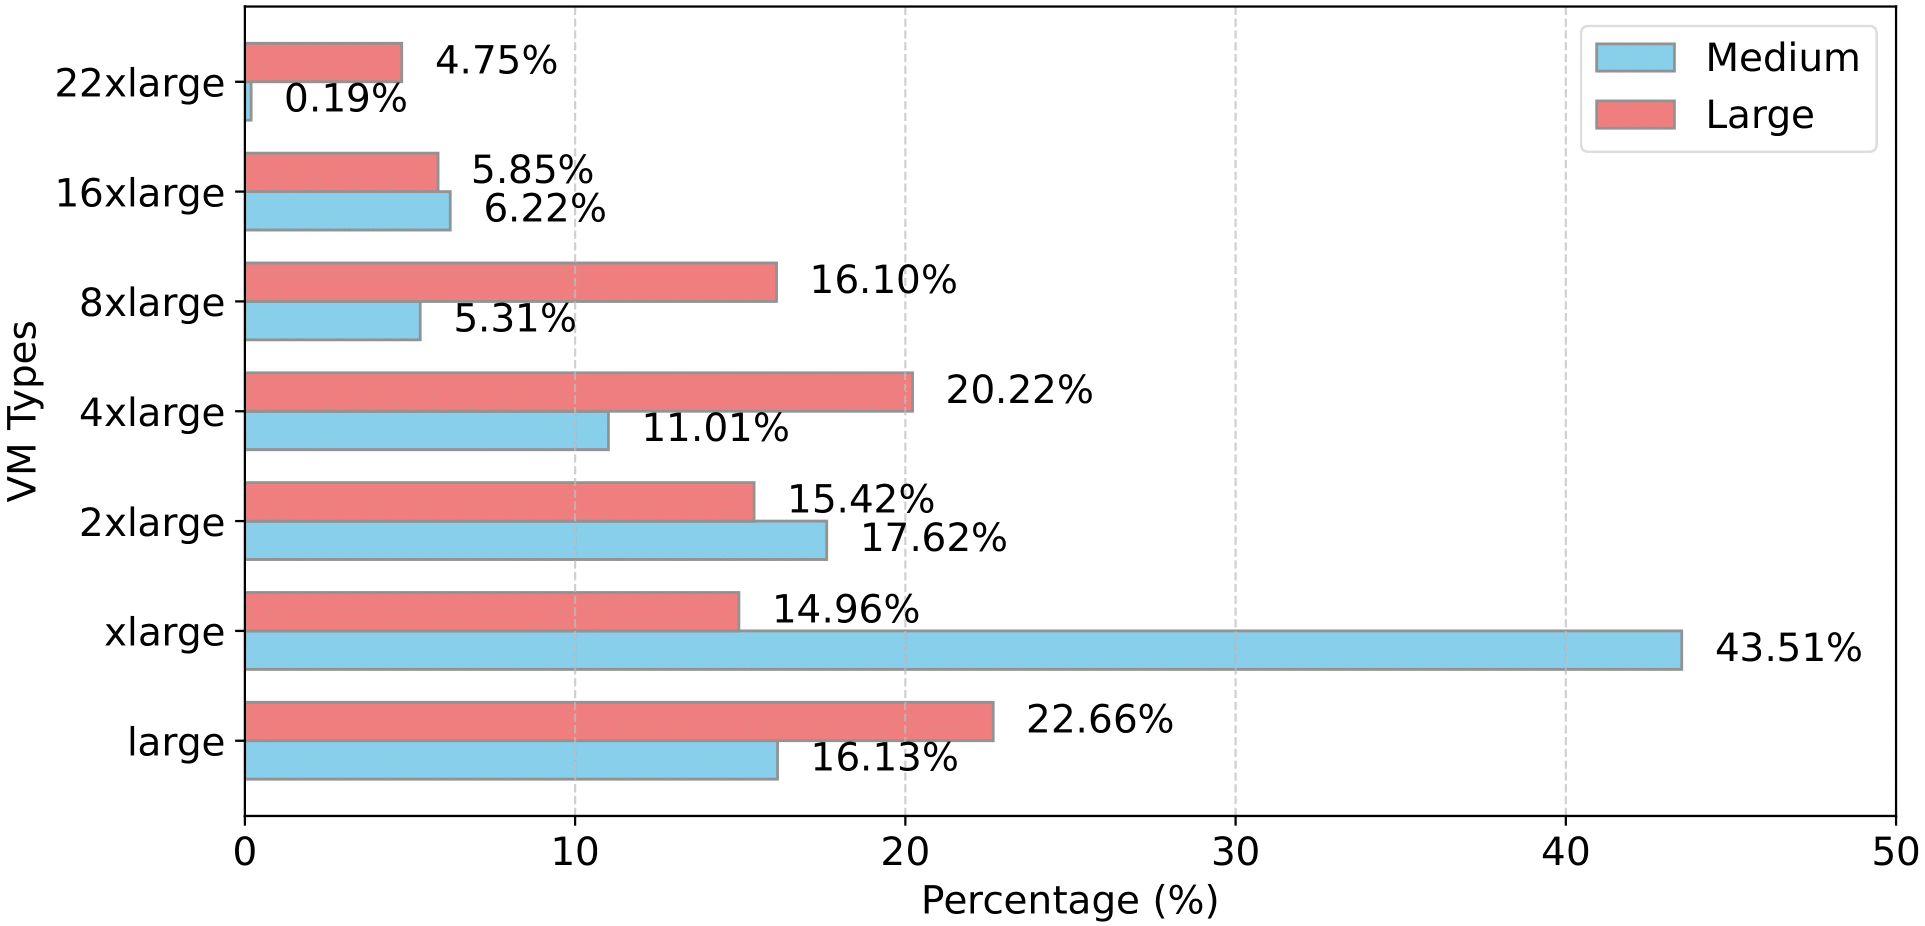 Medium
Large
22xlarge
4.75%
0.19%
16xlarge
5.85%
6.22%
8xlarge
16.10%
5.31%
4xlarge
20.22%
11.01%
2xlarge
15.42%
17.62%
xlarge
14.96%
43.51%
large
22.66%
16.13%
VM Types
0 10 20 30 40 50
Percentage (%)